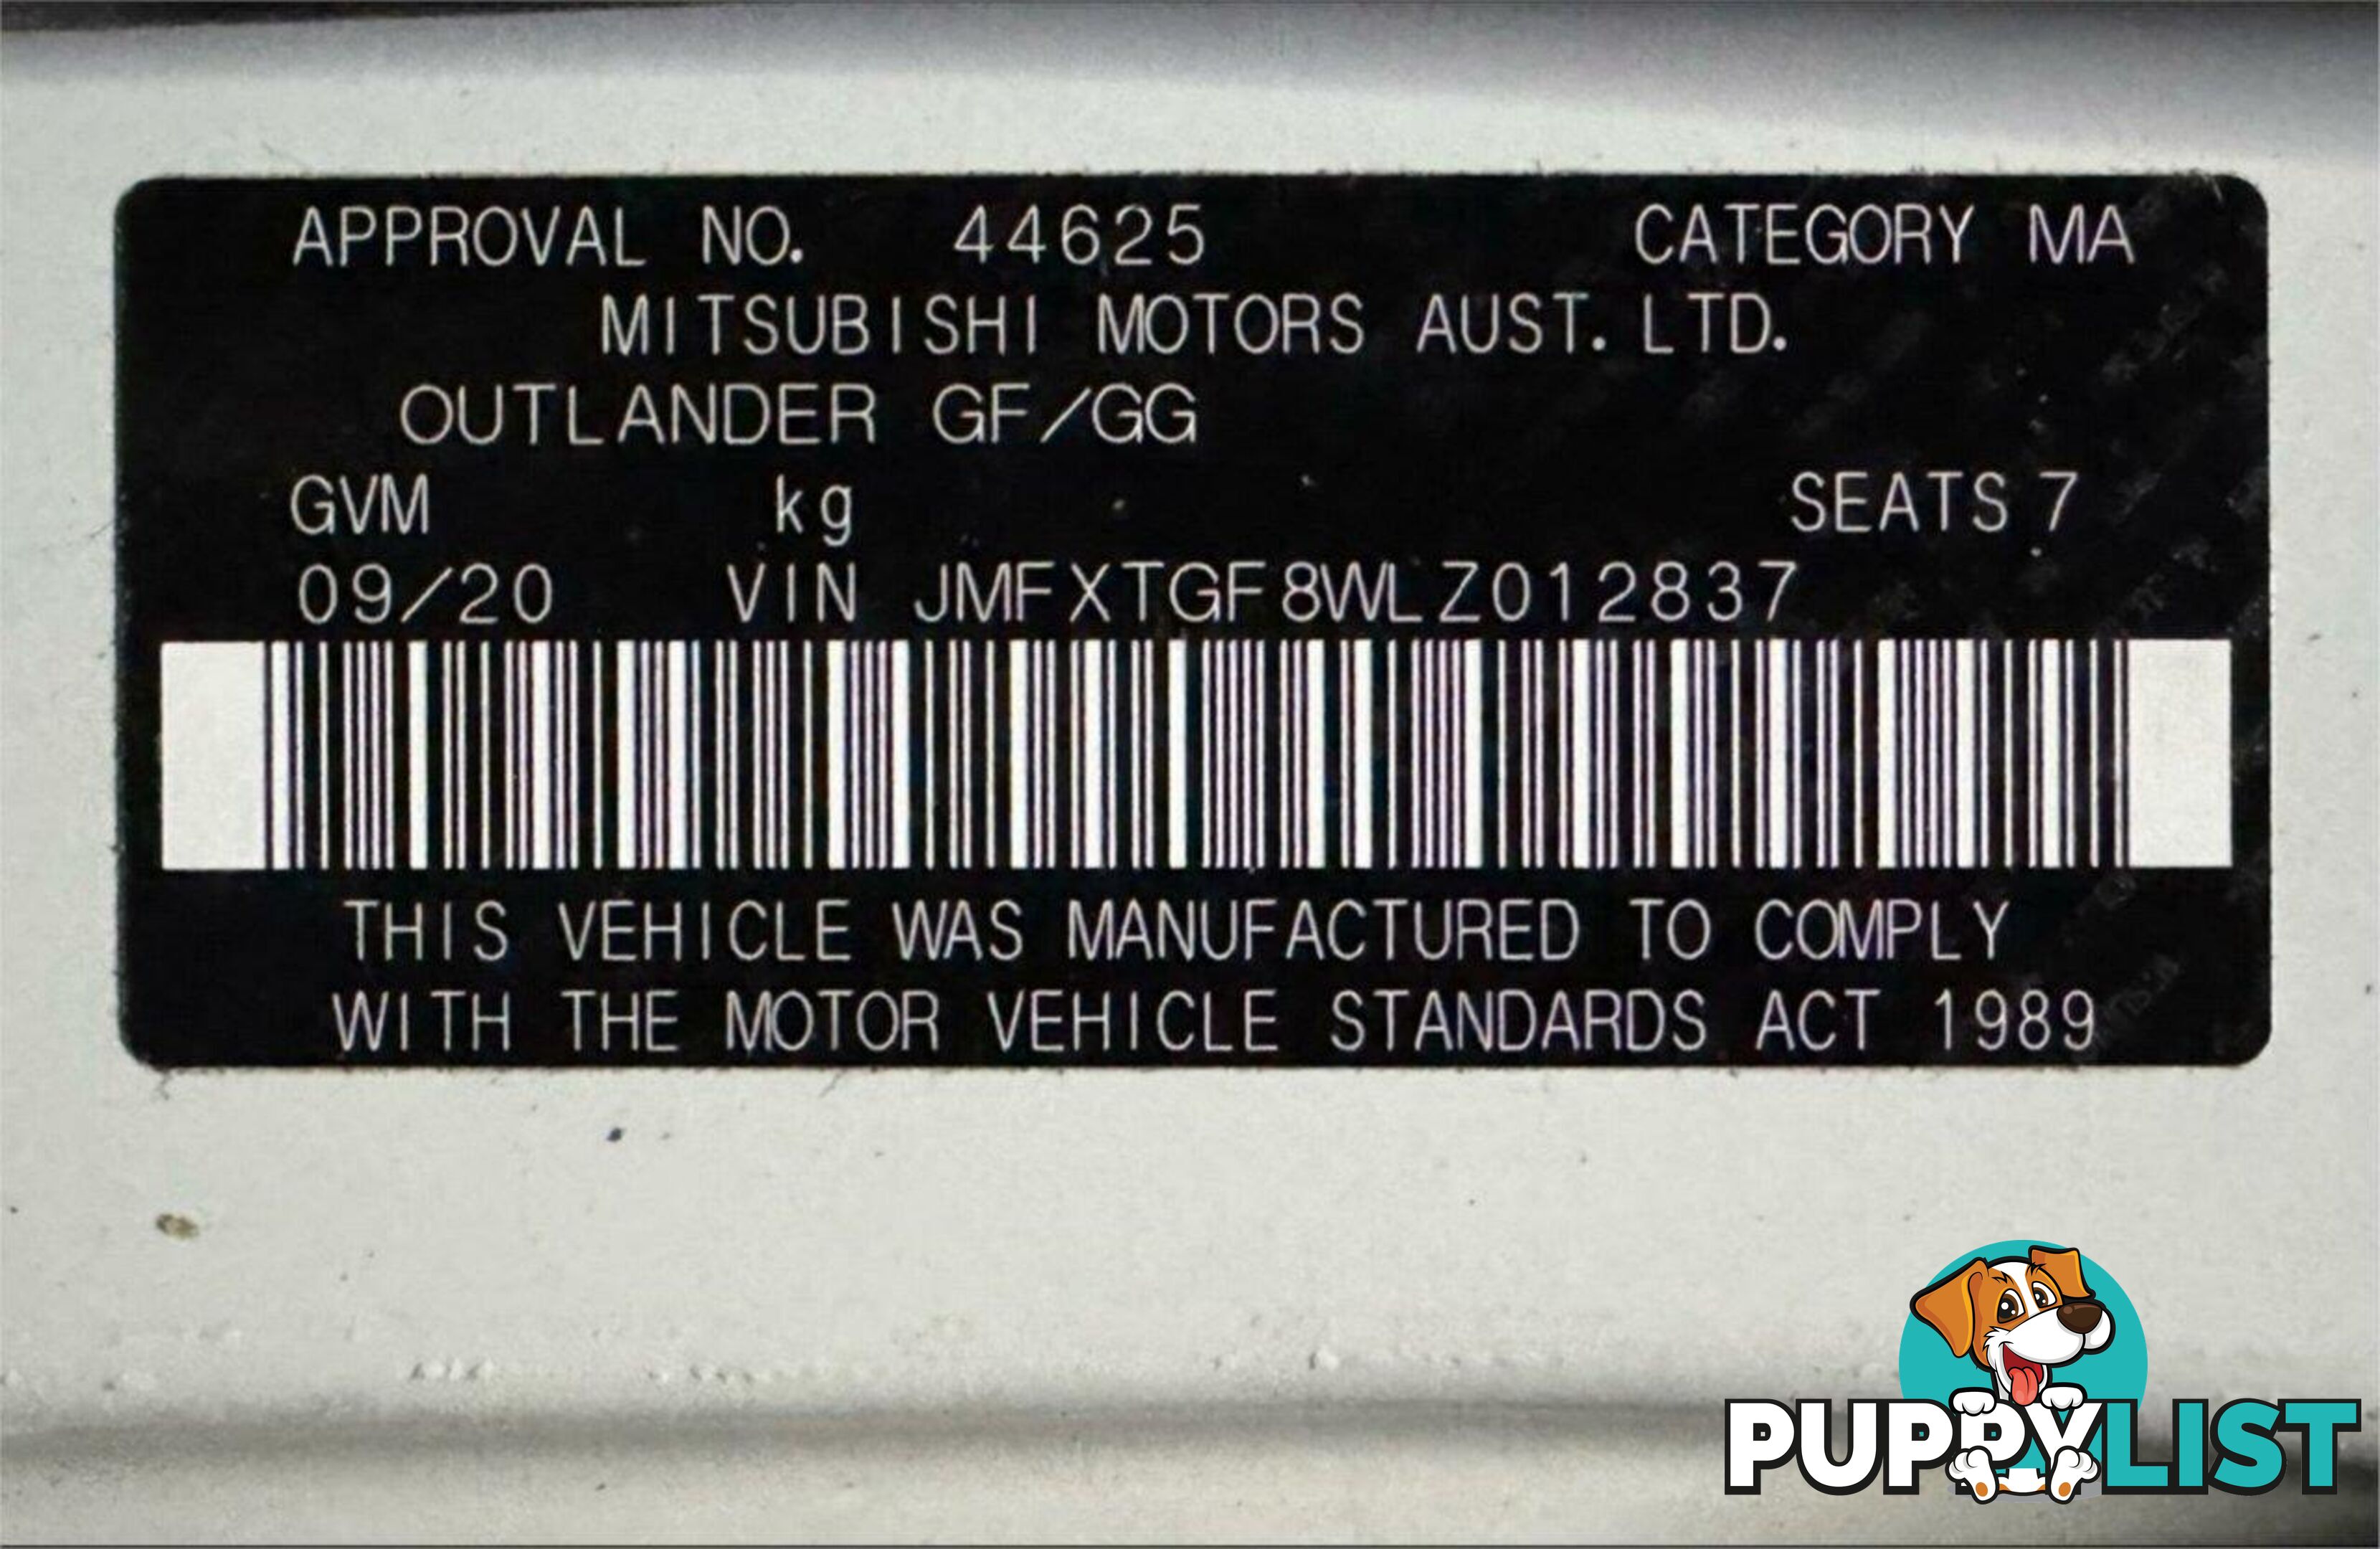 APPROVAL NO. 44625 CATEGORY MA
MITSUBISHI MOTORS AUST. LTD.
OUTLANDER GF/GG
GVM kg SEATS 7
09/20 VIN JMFXTGF8WLZ012837
THIS VEHICLE WAS MANUFACTURED TO COMPLY
WITH THE MOTOR VEHICLE STANDARDS ACT 1989
PUPPYLIST